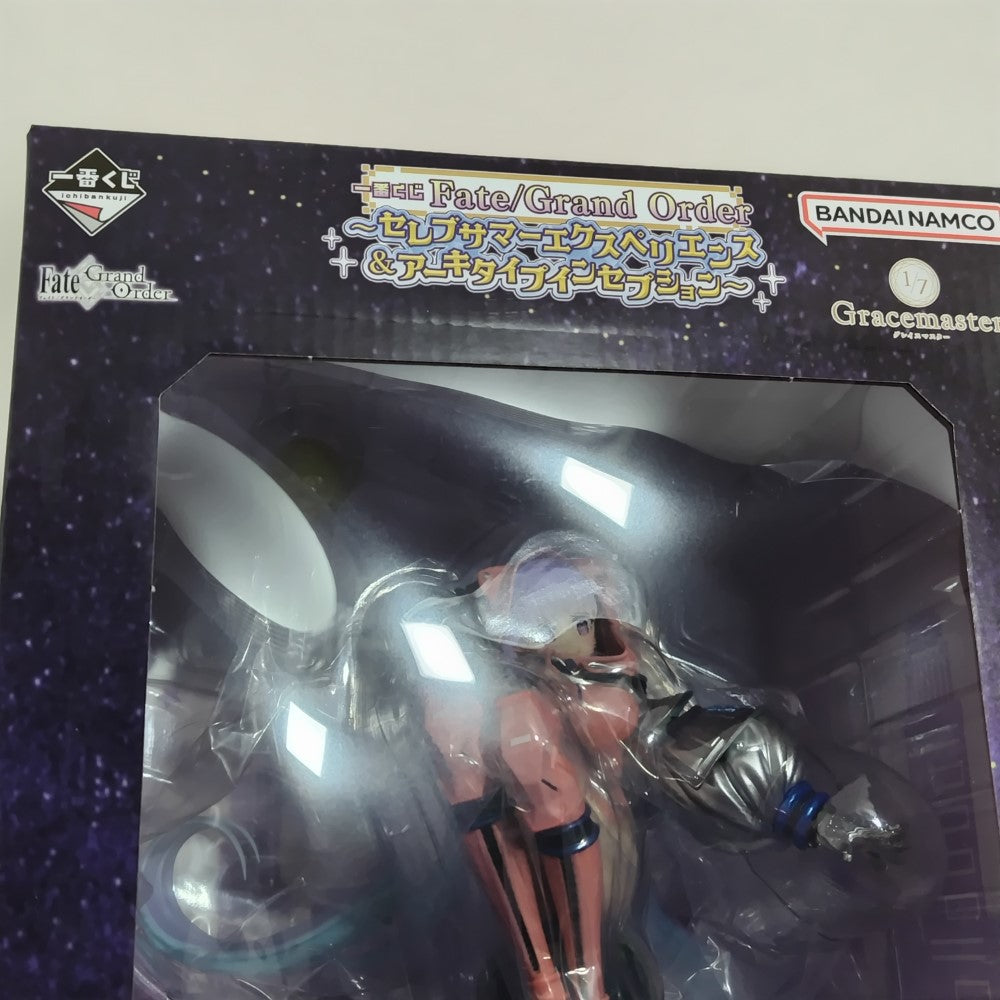 一番くじ
ichibankuji
Fate/Grand Order
一番くじ Fate/Grand Order
～セレブサマーエクスペリエンス
&アーキタイプインセプション～
BANDAI NAMCO
1/7
Gracemaster
グレイスマスター